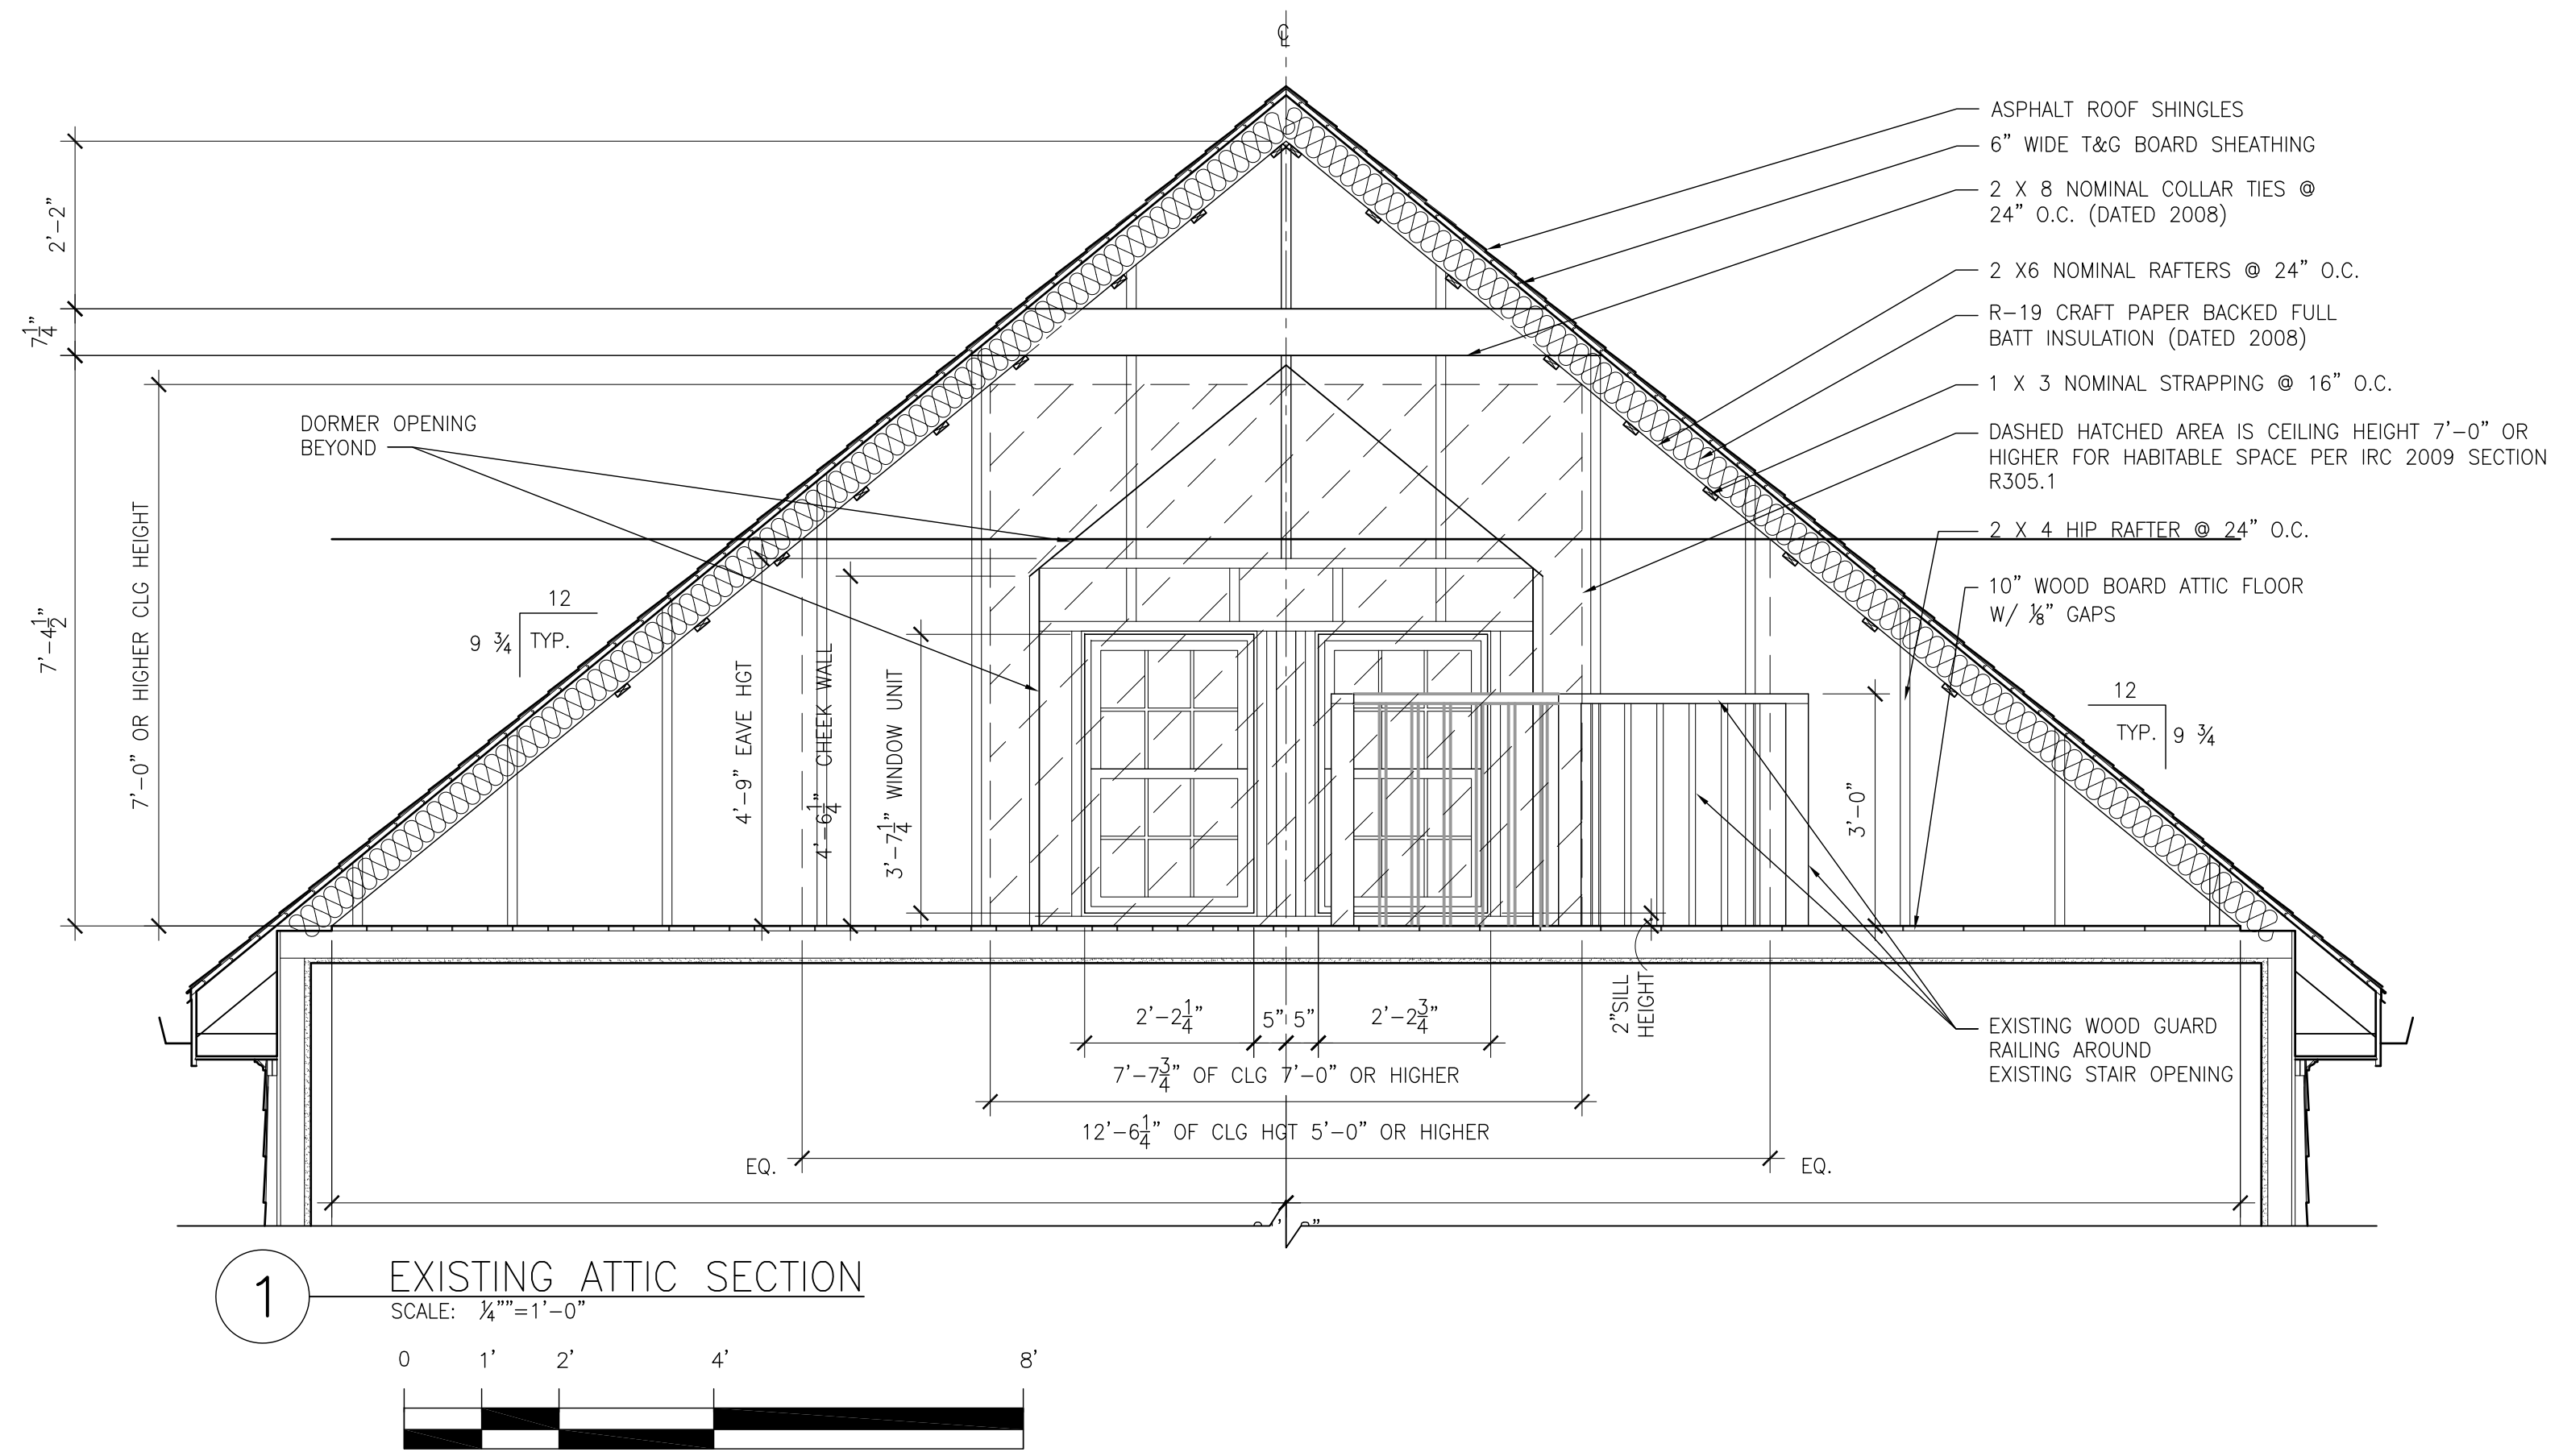 ℄
ASPHALT ROOF SHINGLES
6” WIDE T&G BOARD SHEATHING
2 X 8 NOMINAL COLLAR TIES @
24” O.C. (DATED 2008)
2 X6 NOMINAL RAFTERS @ 24” O.C.
R-19 CRAFT PAPER BACKED FULL
BATT INSULATION (DATED 2008)
1 X 3 NOMINAL STRAPPING @ 16” O.C.
DASHED HATCHED AREA IS CEILING HEIGHT 7’-0” OR
HIGHER FOR HABITABLE SPACE PER IRC 2009 SECTION
R305.1
2 X 4 HIP RAFTER @ 24” O.C.
10” WOOD BOARD ATTIC FLOOR
W/ ⅛” GAPS
2’-2”
7¼”
7’-4½”
7’-0” OR HIGHER CLG HEIGHT
DORMER OPENING
BEYOND
12
9 ¾ TYP.
4’-9” EAVE HGT
4’-6¼” CHEEK WALL
3’-7¼” WINDOW UNIT
3’-0”
12
TYP. 9 ¾
2”SILL
HEIGHT
2’-2¼” 5” 5” 2’-2¾”
7’-7¾” OF CLG 7’-0” OR HIGHER
12’-6¼” OF CLG HGT 5’-0” OR HIGHER
EQ. EQ.
EXISTING WOOD GUARD
RAILING AROUND
EXISTING STAIR OPENING
1
EXISTING ATTIC SECTION
SCALE: ¼””=1’-0”
0 1’ 2’ 4’ 8’